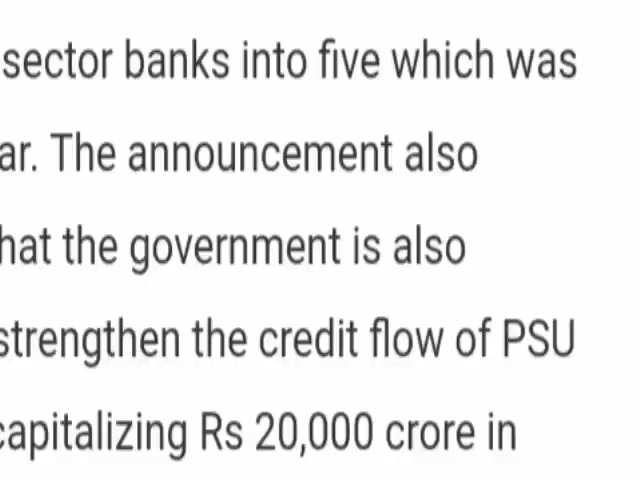 sector banks into five which was
ar. The announcement also
hat the government is also
strengthen the credit flow of PSU
capitalizing Rs 20,000 crore in